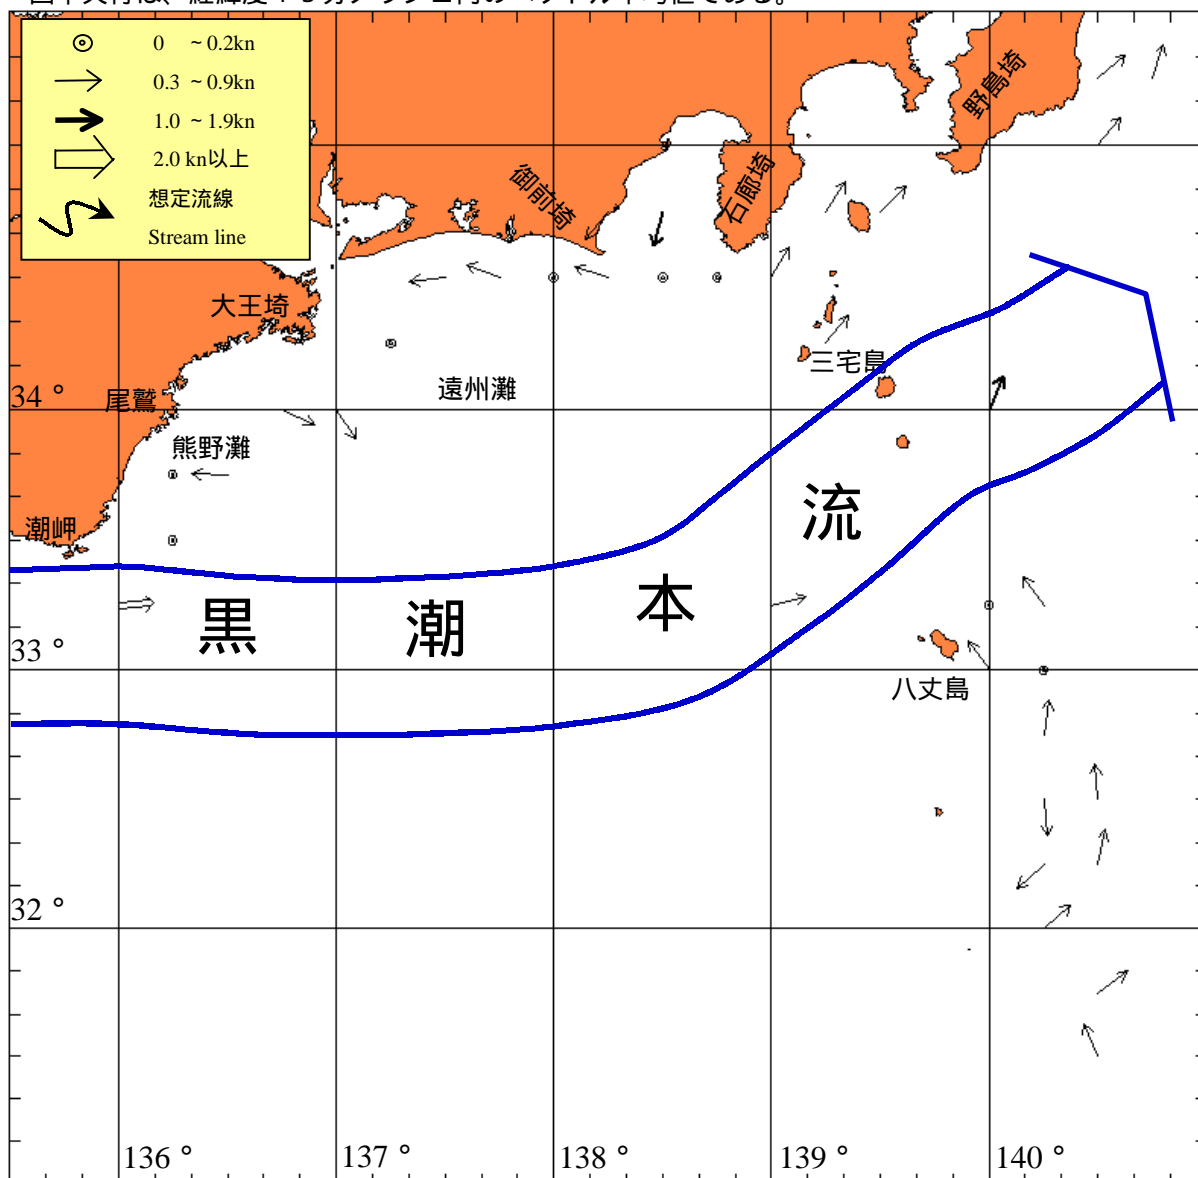 0 ~ 0.2kn
0.3 ~ 0.9kn
1.0 ~ 1.9kn
2.0 kn以上
想定流線
Stream line
野島埼
石廊埼
御前埼
大王埼
三宅島
遠州灘
尾鷲
34 °
熊野灘
潮岬
黒潮本流
33 °
八丈島
32 °
136 ° 137 ° 138 ° 139 ° 140 °